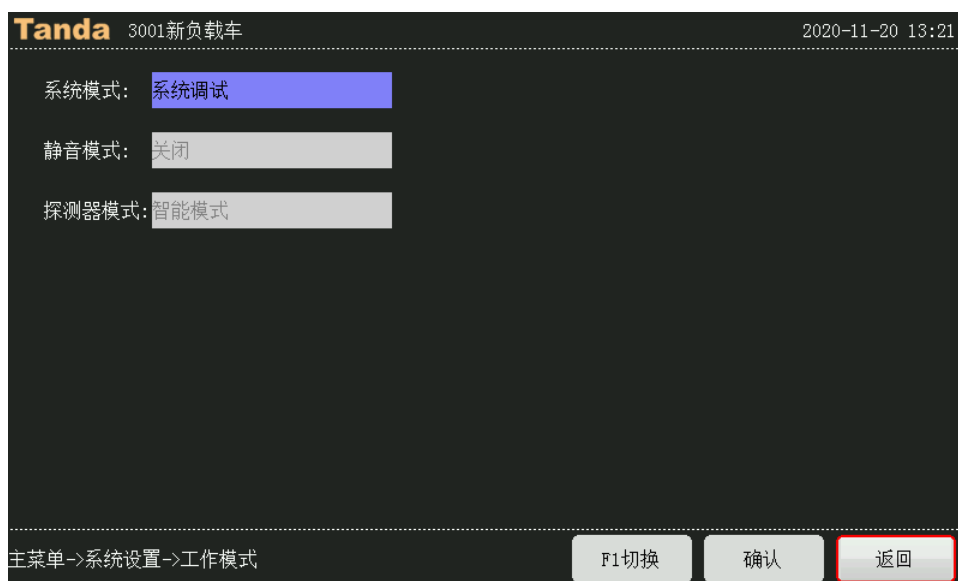 Tanda 3001新负载车 2020-11-20 13:21
系统模式: 系统调试
静音模式: 关闭
探测器模式: 智能模式
主菜单->系统设置->工作模式 F1切换 确认 返回